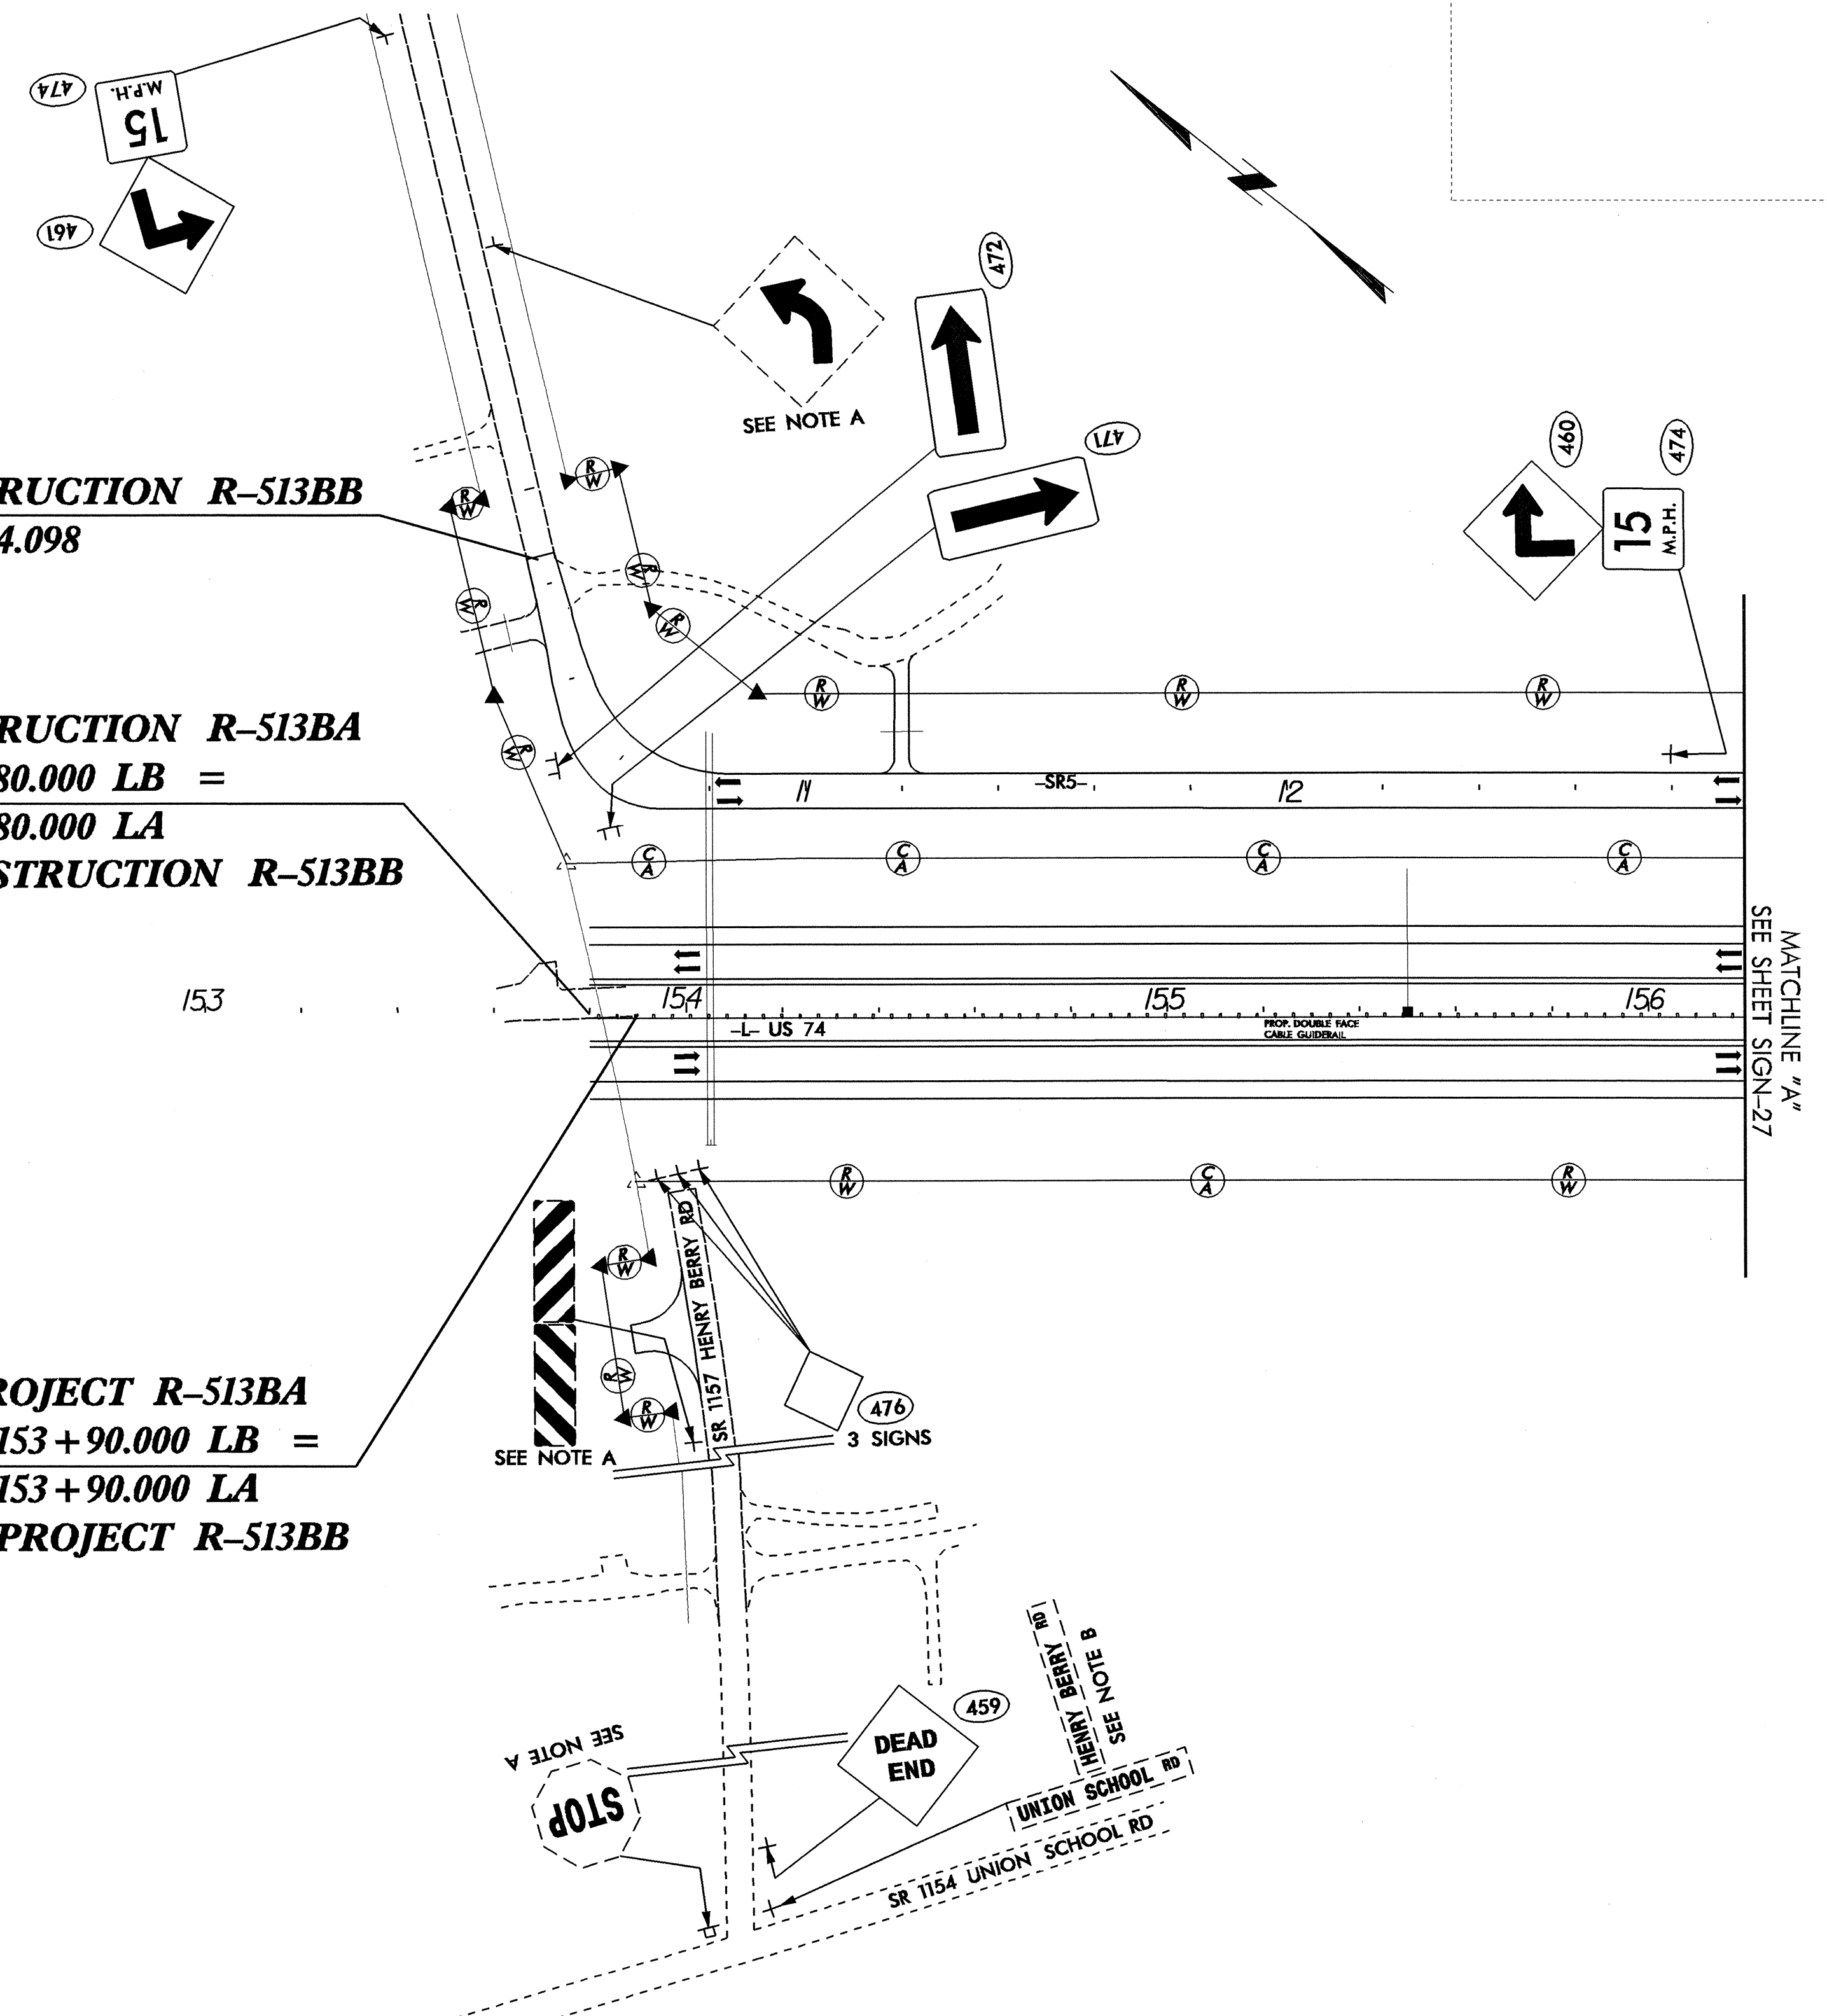 474
15
M.P.H.
461
472
SEE NOTE A
471
460
474
15
M.P.H.
RUCTION R–513BB
4.098
R
W
R
W
R
W
R
W
R
W
R
W
R
W
R
W
R
W
RUCTION R–513BA
80.000 LB =
80.000 LA
STRUCTION R–513BB
11
–SR5–
12
C
A
C
A
C
A
C
A
MATCHLINE "A"
SEE SHEET SIGN–27
153
154
155
156
–L– US 74
PROP. DOUBLE FACE
CABLE GUIDERAIL
R
W
C
A
R
W
R
W
R
W
R
W
SR 1157 HENRY BERRY RD
SEE NOTE A
476
3 SIGNS
ROJECT R–513BA
153+90.000 LB =
153+90.000 LA
PROJECT R–513BB
459
DEAD
END
HENRY BERRY RD
SEE NOTE B
UNION SCHOOL RD
SR 1154 UNION SCHOOL RD
SEE NOTE A
STOP